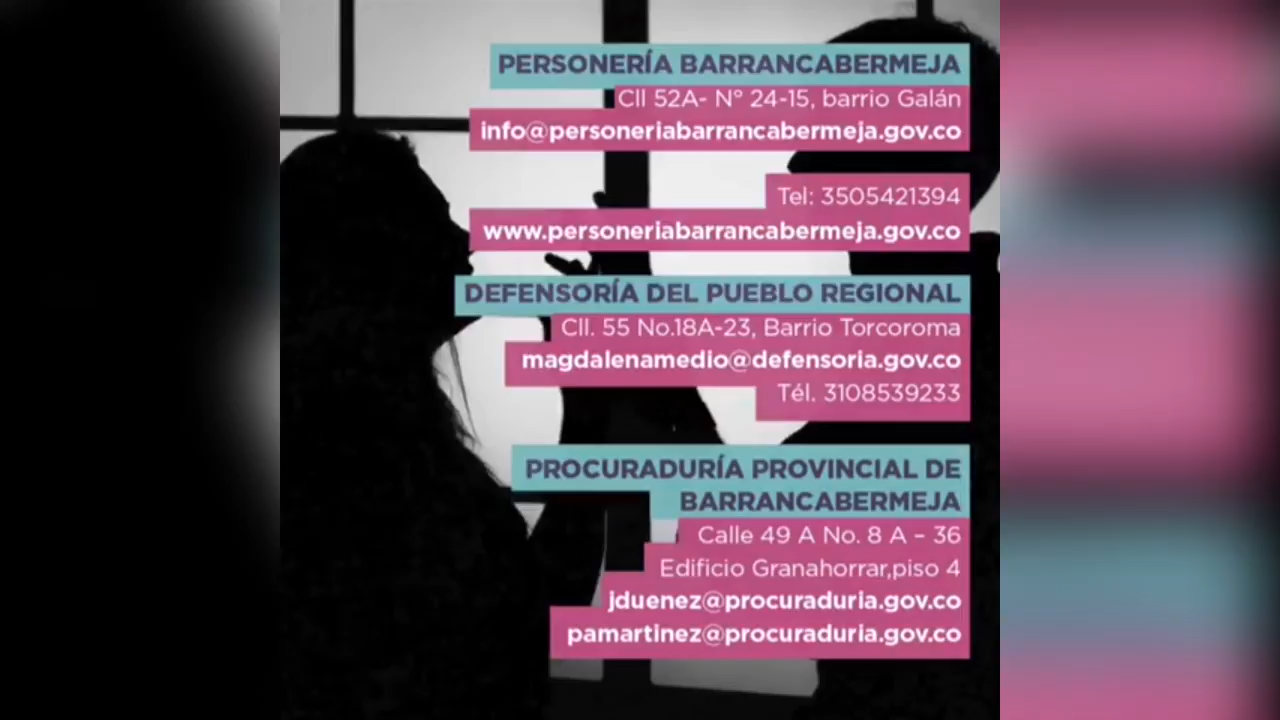 PERSONERÍA BARRANCABERMEJA
Cll 52A- Nº 24-15, barrio Galán
info@personeriabarrancabermeja.gov.co
Tel: 3505421394
www.personeriabarrancabermeja.gov.co
DEFENSORÍA DEL PUEBLO REGIONAL
Cll. 55 No.18A-23, Barrio Torcoroma
magdalenamedio@defensoria.gov.co
Tél. 3108539233
PROCURADURÍA PROVINCIAL DE
BARRANCABERMEJA
Calle 49 A No. 8 A – 36
Edificio Granahorrar,piso 4
jduenez@procuraduria.gov.co
pamartinez@procuraduria.gov.co